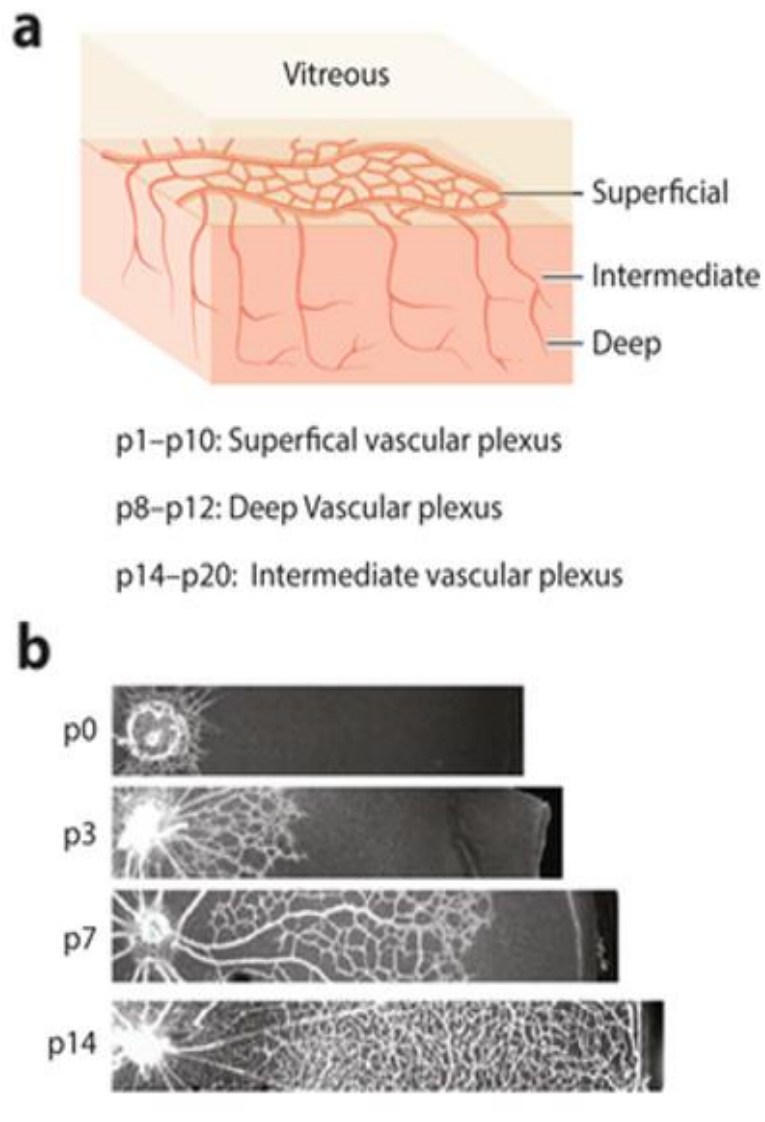 a
Vitreous
Superficial
Intermediate
Deep
p1–p10: Superfical vascular plexus
p8–p12: Deep Vascular plexus
p14–p20: Intermediate vascular plexus
b
p0
p3
p7
p14